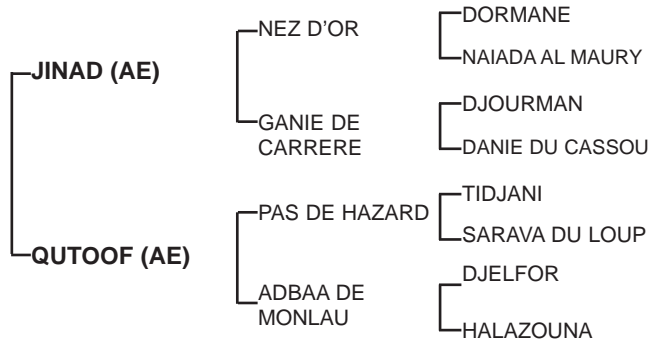 DORMANE
NEZ D'OR
NAIADA AL MAURY
JINAD (AE)
DJOURMAN
GANIE DE
CARRERE
DANIE DU CASSOU
TIDJANI
PAS DE HAZARD
SARAVA DU LOUP
QUTOOF (AE)
DJELFOR
ADBAA DE
MONLAU
HALAZOUNA